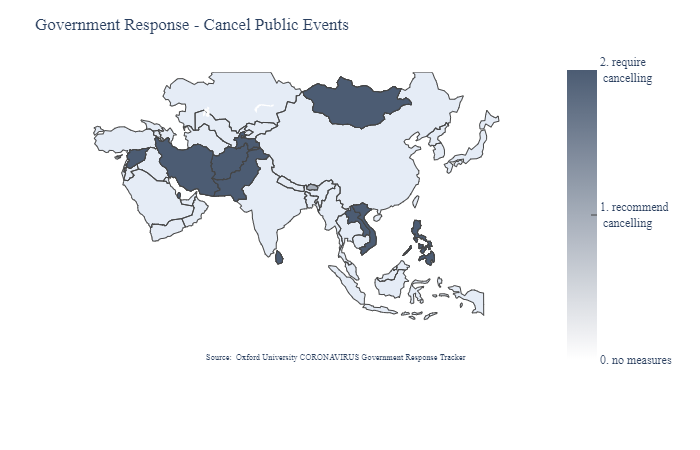 Government Response - Cancel Public Events
2. require
cancelling
1. recommend
cancelling
0. no measures
Source: Oxford University CORONAVIRUS Government Response Tracker